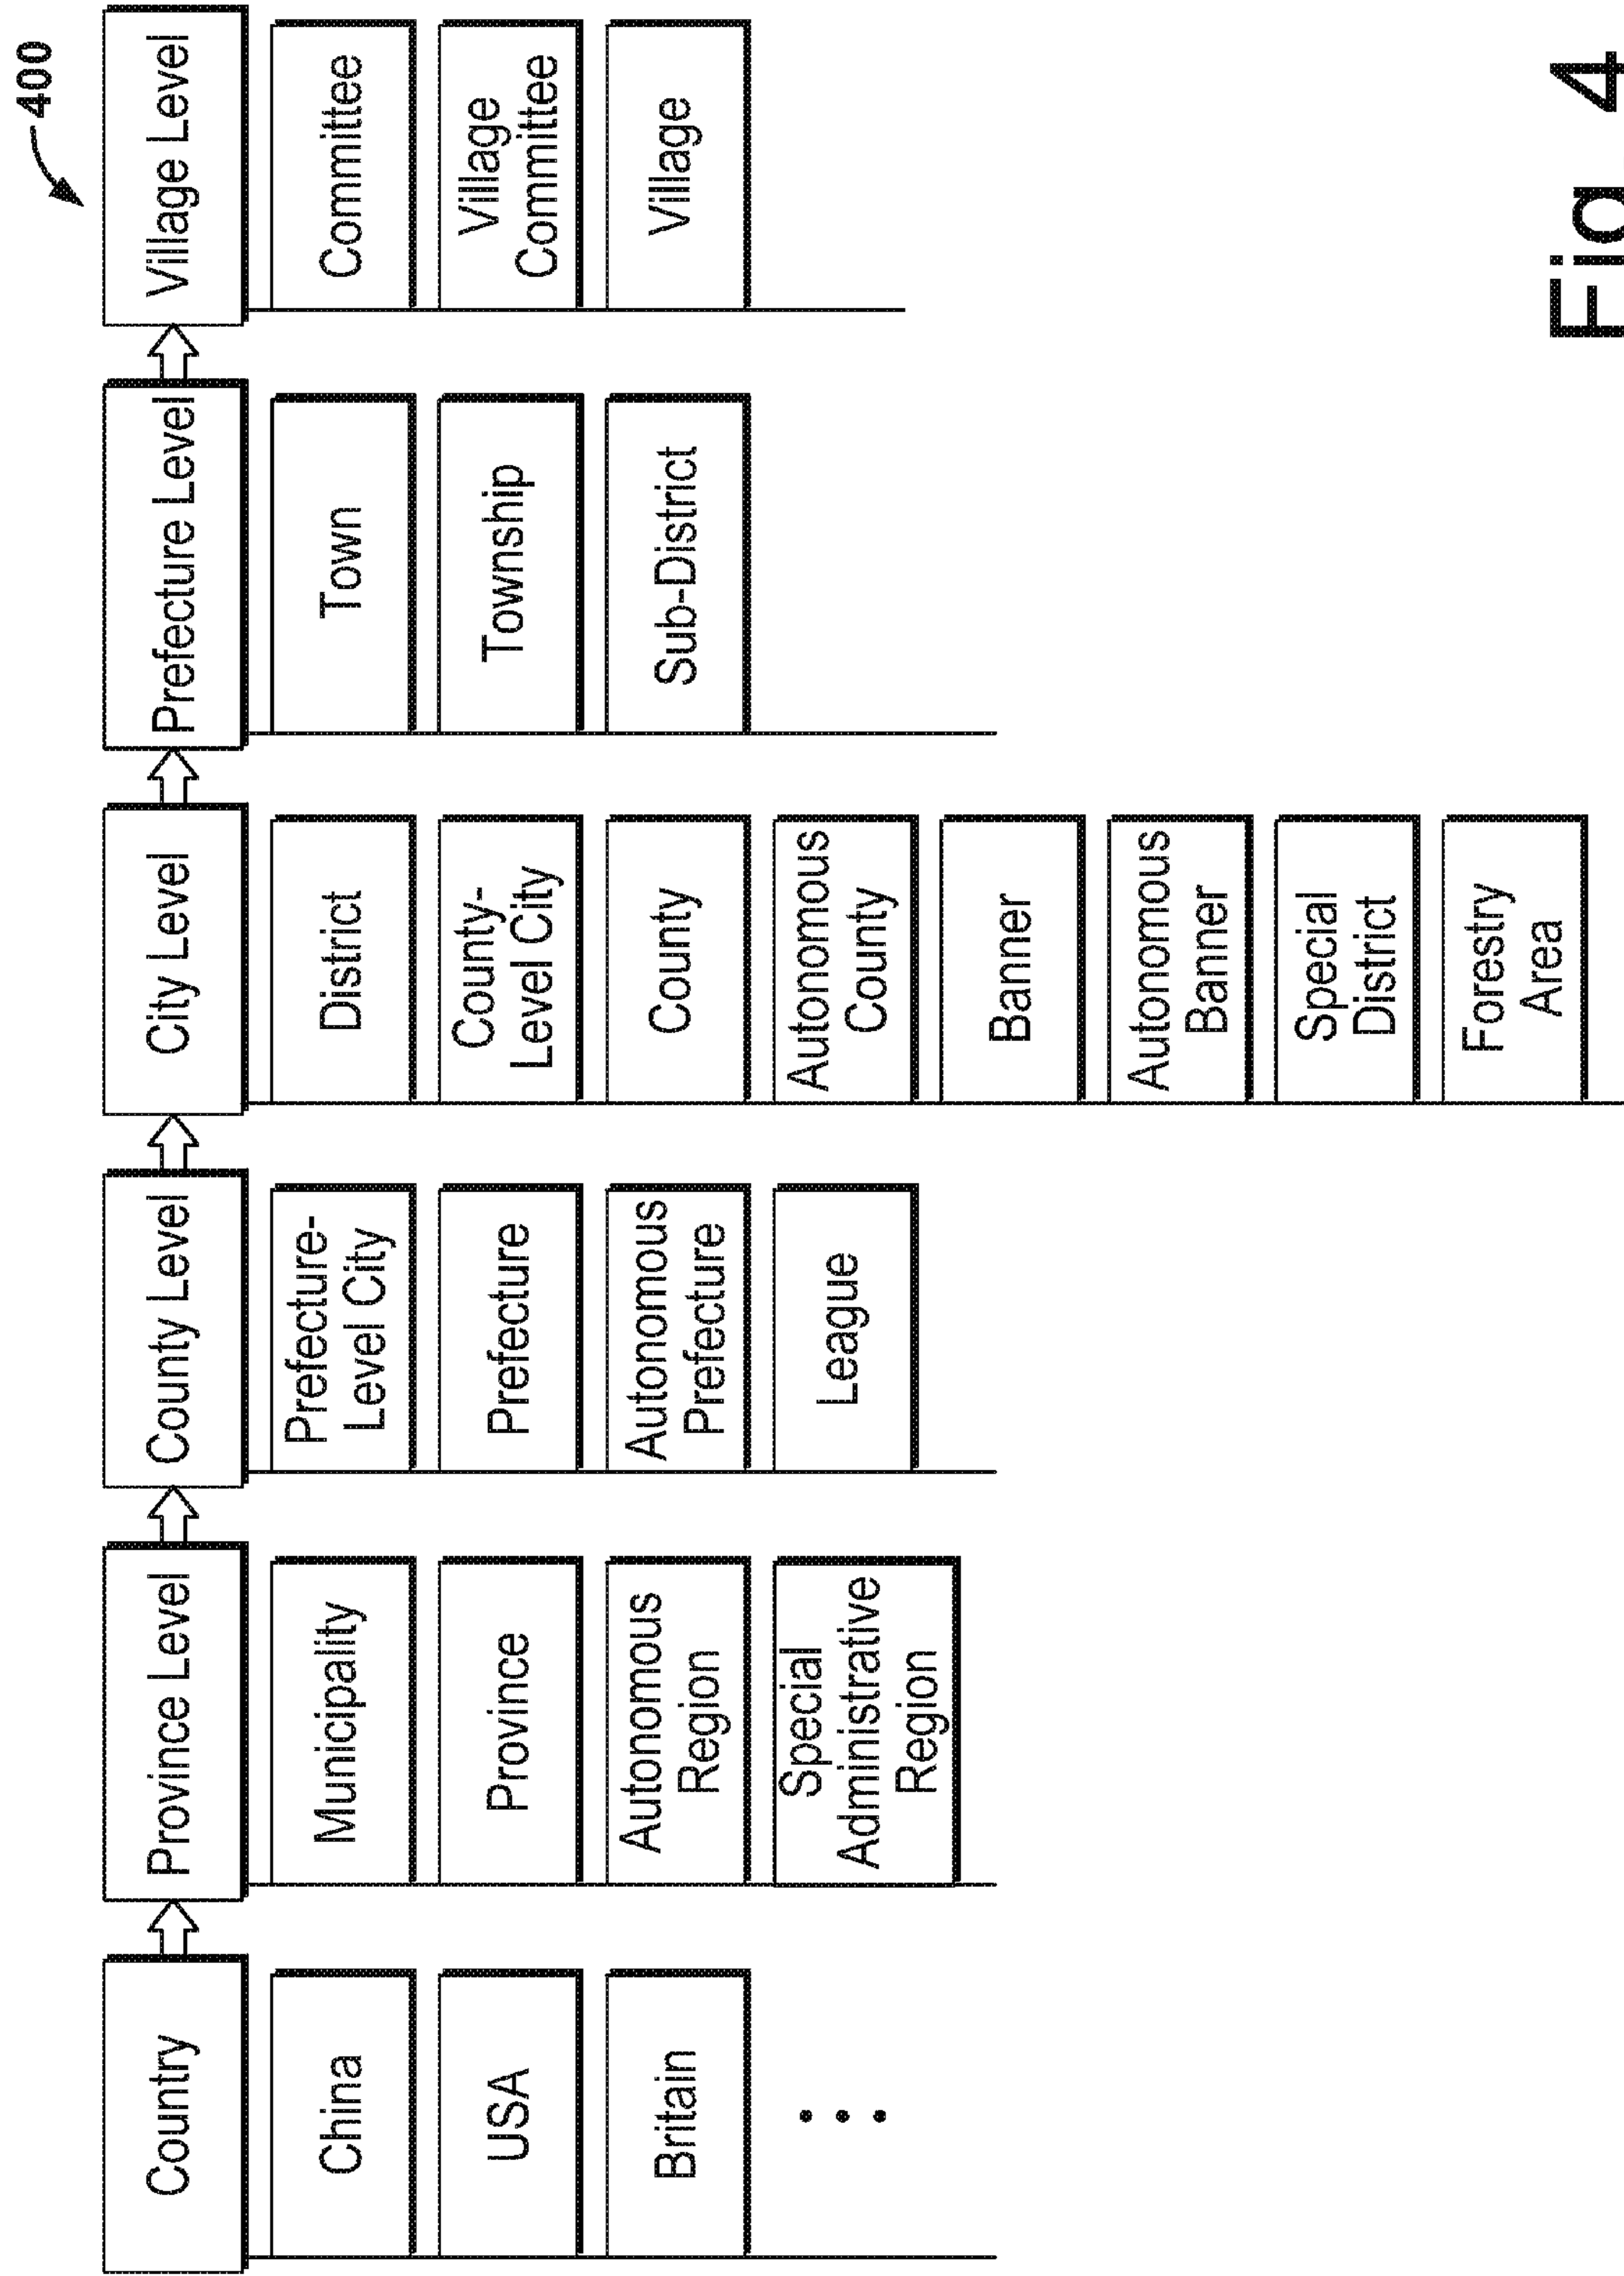 400
Country
China
USA
Britain
• • •
Province Level
Municipality
Province
Autonomous
Region
Special
Administrative
Region
County Level
Prefecture-
Level City
Prefecture
Autonomous
Prefecture
League
City Level
District
County-
Level City
County
Autonomous
County
Banner
Autonomous
Banner
Special
District
Forestry
Area
Prefecture Level
Town
Township
Sub-District
Village Level
Committee
Village
Committee
Village
Fig. 4